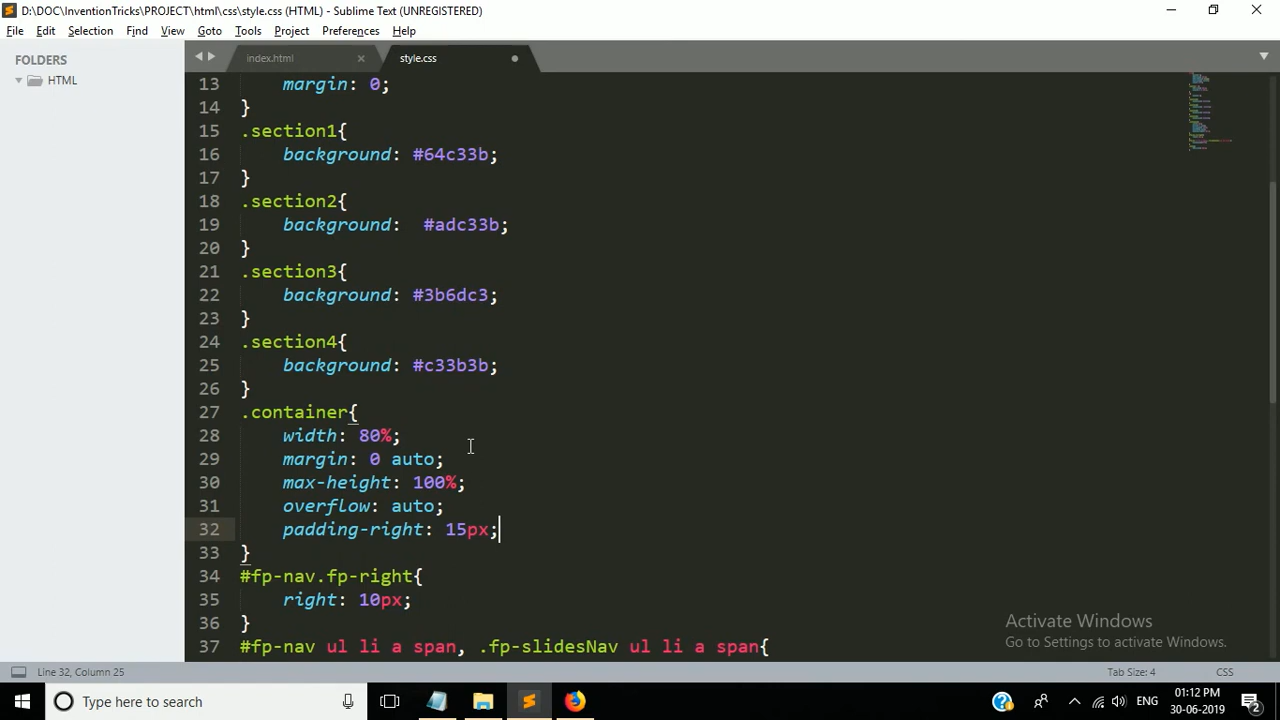 D:\DOC\InventionTricks\PROJECT\html\css\style.css (HTML) - Sublime Text (UNREGISTERED)
File Edit Selection Find View Goto Tools Project Preferences Help
FOLDERS
HTML
index.html
style.css
13 margin: 0;
14 }
15 .section1{
16 background: #64c33b;
17 }
18 .section2{
19 background:  #adc33b;
20 }
21 .section3{
22 background: #3b6dc3;
23 }
24 .section4{
25 background: #c33b3b;
26 }
27 .container{
28 width: 80%;
29 margin: 0 auto;
30 max-height: 100%;
31 overflow: auto;
32 padding-right: 15px;
33 }
34 #fp-nav.fp-right{
35 right: 10px;
36 }
37 #fp-nav ul li a span, .fp-slidesNav ul li a span{
Activate Windows
Go to Settings to activate Windows.
Line 32, Column 25
Tab Size: 4
CSS
Type here to search
ENG
01:12 PM
30-06-2019
2